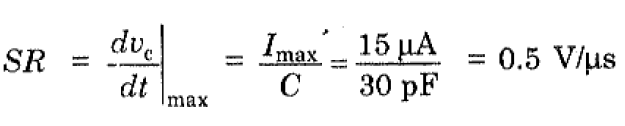 SR = dv_c/dt|_max = I_max/C = 15 μA/30 pF = 0.5 V/μs